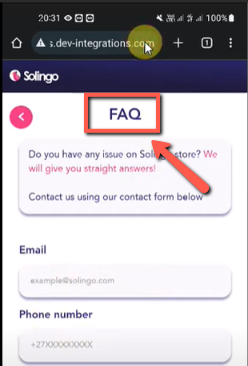 20:31 100%
s.dev-integrations.com 1
Solingo
FAQ
Do you have any issue on Solingo store? We
will give you straight answers!
Contact us using our contact form below
Email
example@solingo.com
Phone number
+27XXXXXXXXX